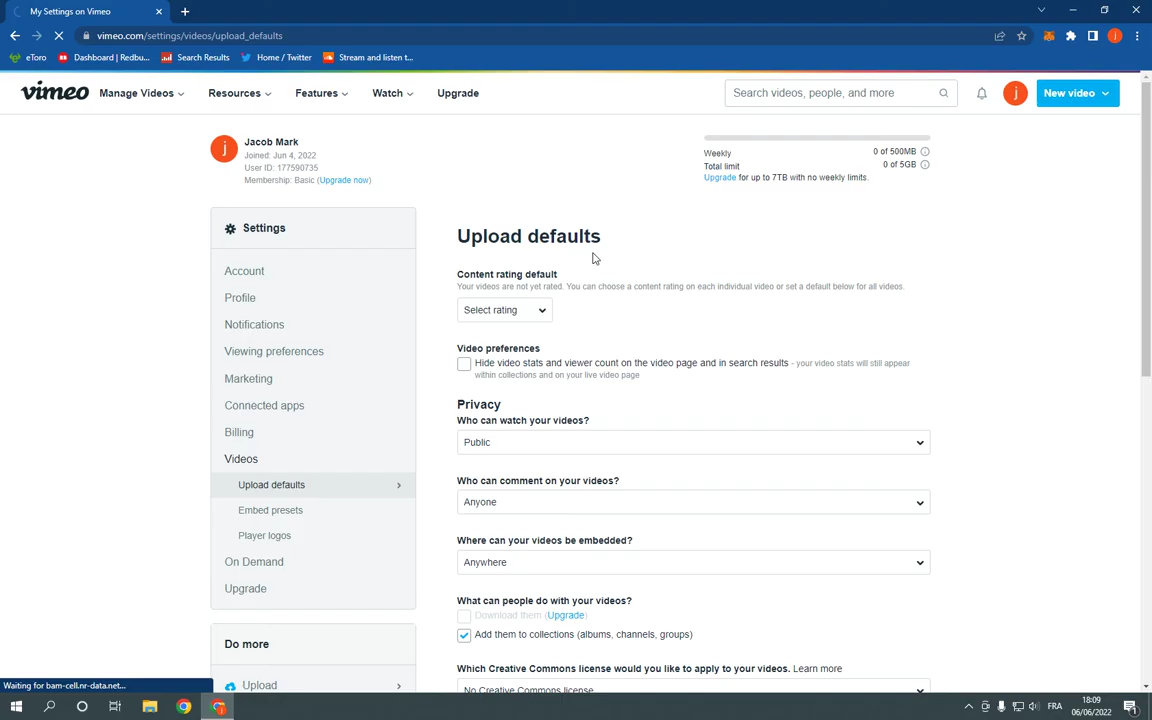 My Settings on Vimeo
vimeo.com/settings/videos/upload_defaults
eToro
Dashboard | Redbu...
Search Results
Home / Twitter
Stream and listen t...
vimeo
Manage Videos
Resources
Features
Watch
Upgrade
Search videos, people, and more
j
New video
j
Jacob Mark
Joined: Jun 4, 2022
User ID: 177590735
Membership: Basic (Upgrade now)
Weekly 0 of 500MB
Total limit 0 of 5GB
Upgrade for up to 7TB with no weekly limits.
Settings
Account
Profile
Notifications
Viewing preferences
Marketing
Connected apps
Billing
Videos
Upload defaults
Embed presets
Player logos
On Demand
Upgrade
Do more
Upload
Upload defaults
Content rating default
Your videos are not yet rated. You can choose a content rating on each individual video or set a default below for all videos.
Select rating
Video preferences
Hide video stats and viewer count on the video page and in search results - your video stats will still appear
within collections and on your live video page
Privacy
Who can watch your videos?
Public
Who can comment on your videos?
Anyone
Where can your videos be embedded?
Anywhere
What can people do with your videos?
Download them (Upgrade)
Add them to collections (albums, channels, groups)
Which Creative Commons license would you like to apply to your videos. Learn more
No Creative Commons license
Waiting for bam-cell.nr-data.net...
FRA
18:09
06/06/2022